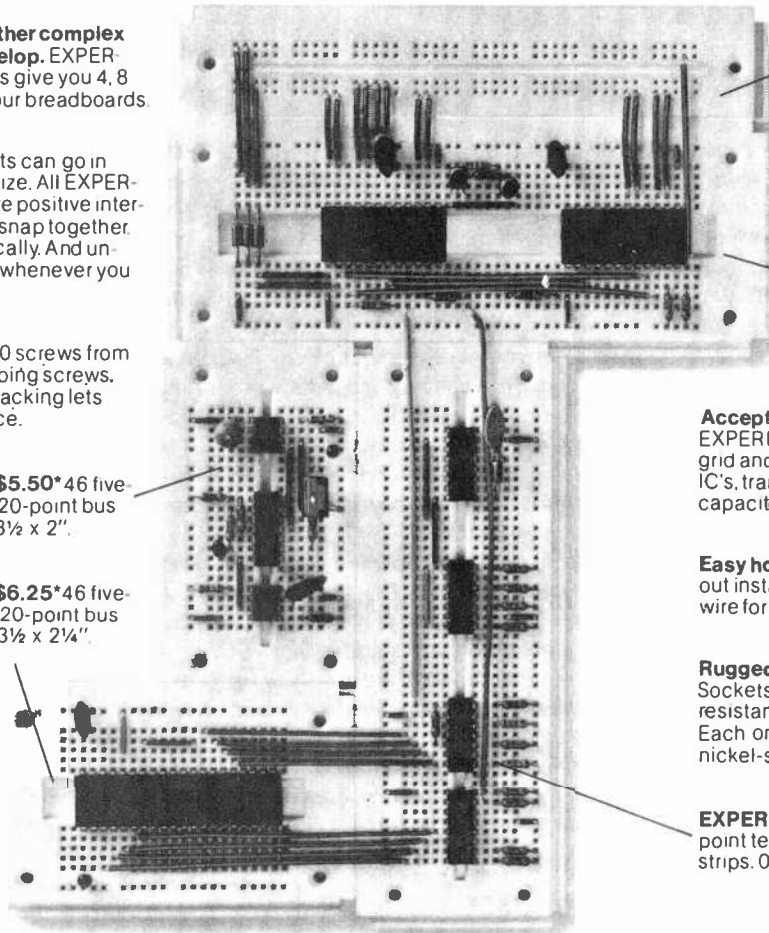 ther complex
elop. EXPER-
s give you 4, 8
our breadboards.
ts can go in
ize. All EXPER-
e positive inter-
snap together
cally. And un-
whenever you
0 screws from
ping screws.
acking lets
ce.
$5.50* 46 five-
20-point bus
3½ x 2".
$6.25* 46 five-
20-point bus
3½ x 2¼".
Accept
EXPERI
grid and
IC's, tran
capacit
Easy ho
out insta
wire for
Rugged
Sockets
resistan
Each or
nickel-s
EXPER
point te
strips. 0